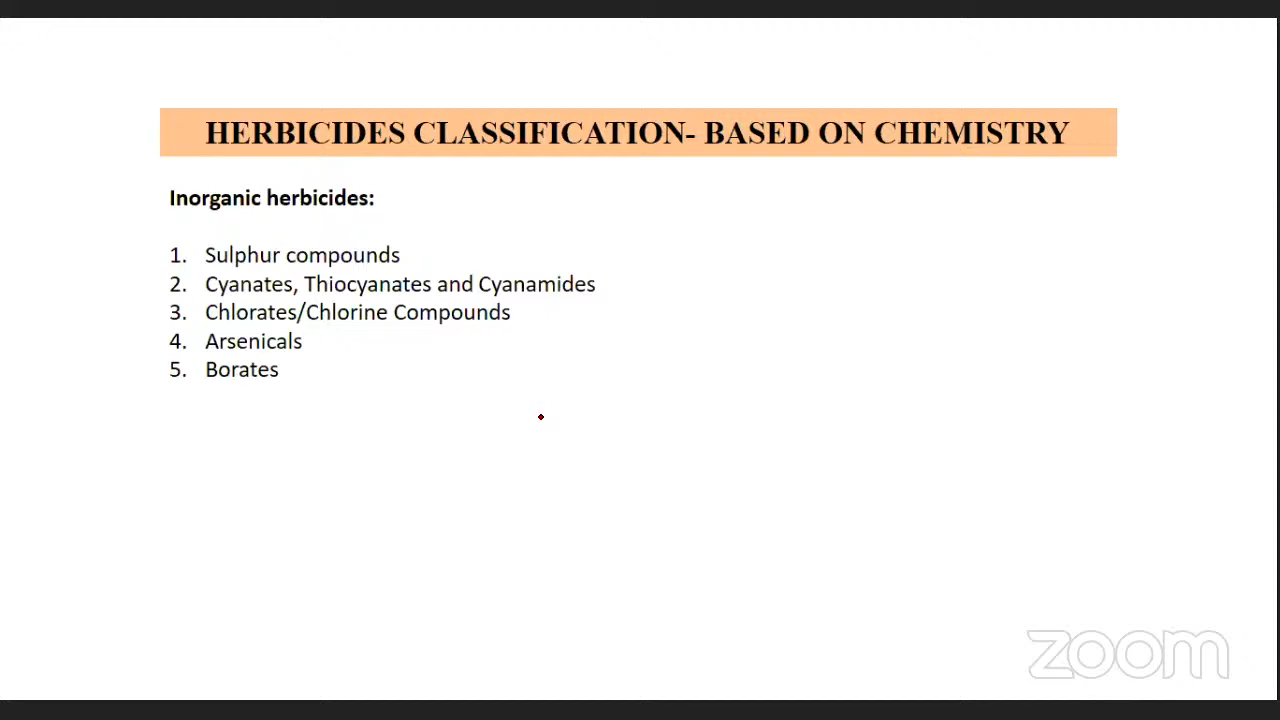 HERBICIDES CLASSIFICATION- BASED ON CHEMISTRY
Inorganic herbicides:
1. Sulphur compounds
2. Cyanates, Thiocyanates and Cyanamides
3. Chlorates/Chlorine Compounds
4. Arsenicals
5. Borates
zoom